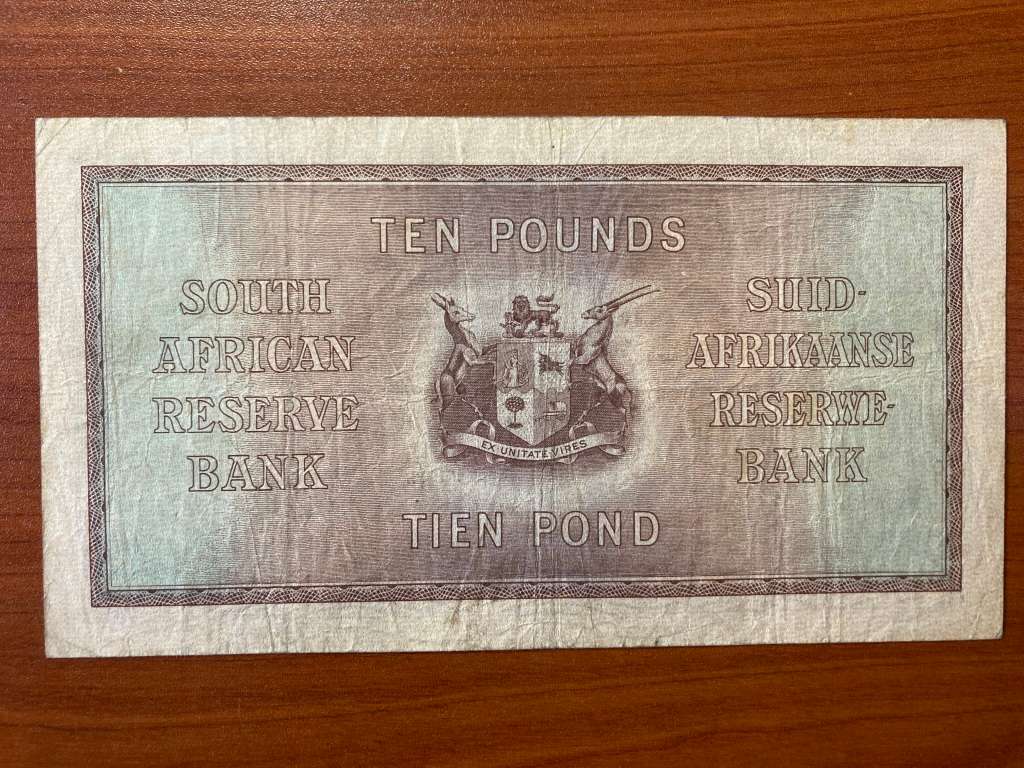 TEN POUNDS
SOUTH
AFRICAN
RESERVE
BANK
SUID-
AFRIKAANSE
RESERWE-
BANK
EX UNITATE VIRES
TIEN POND